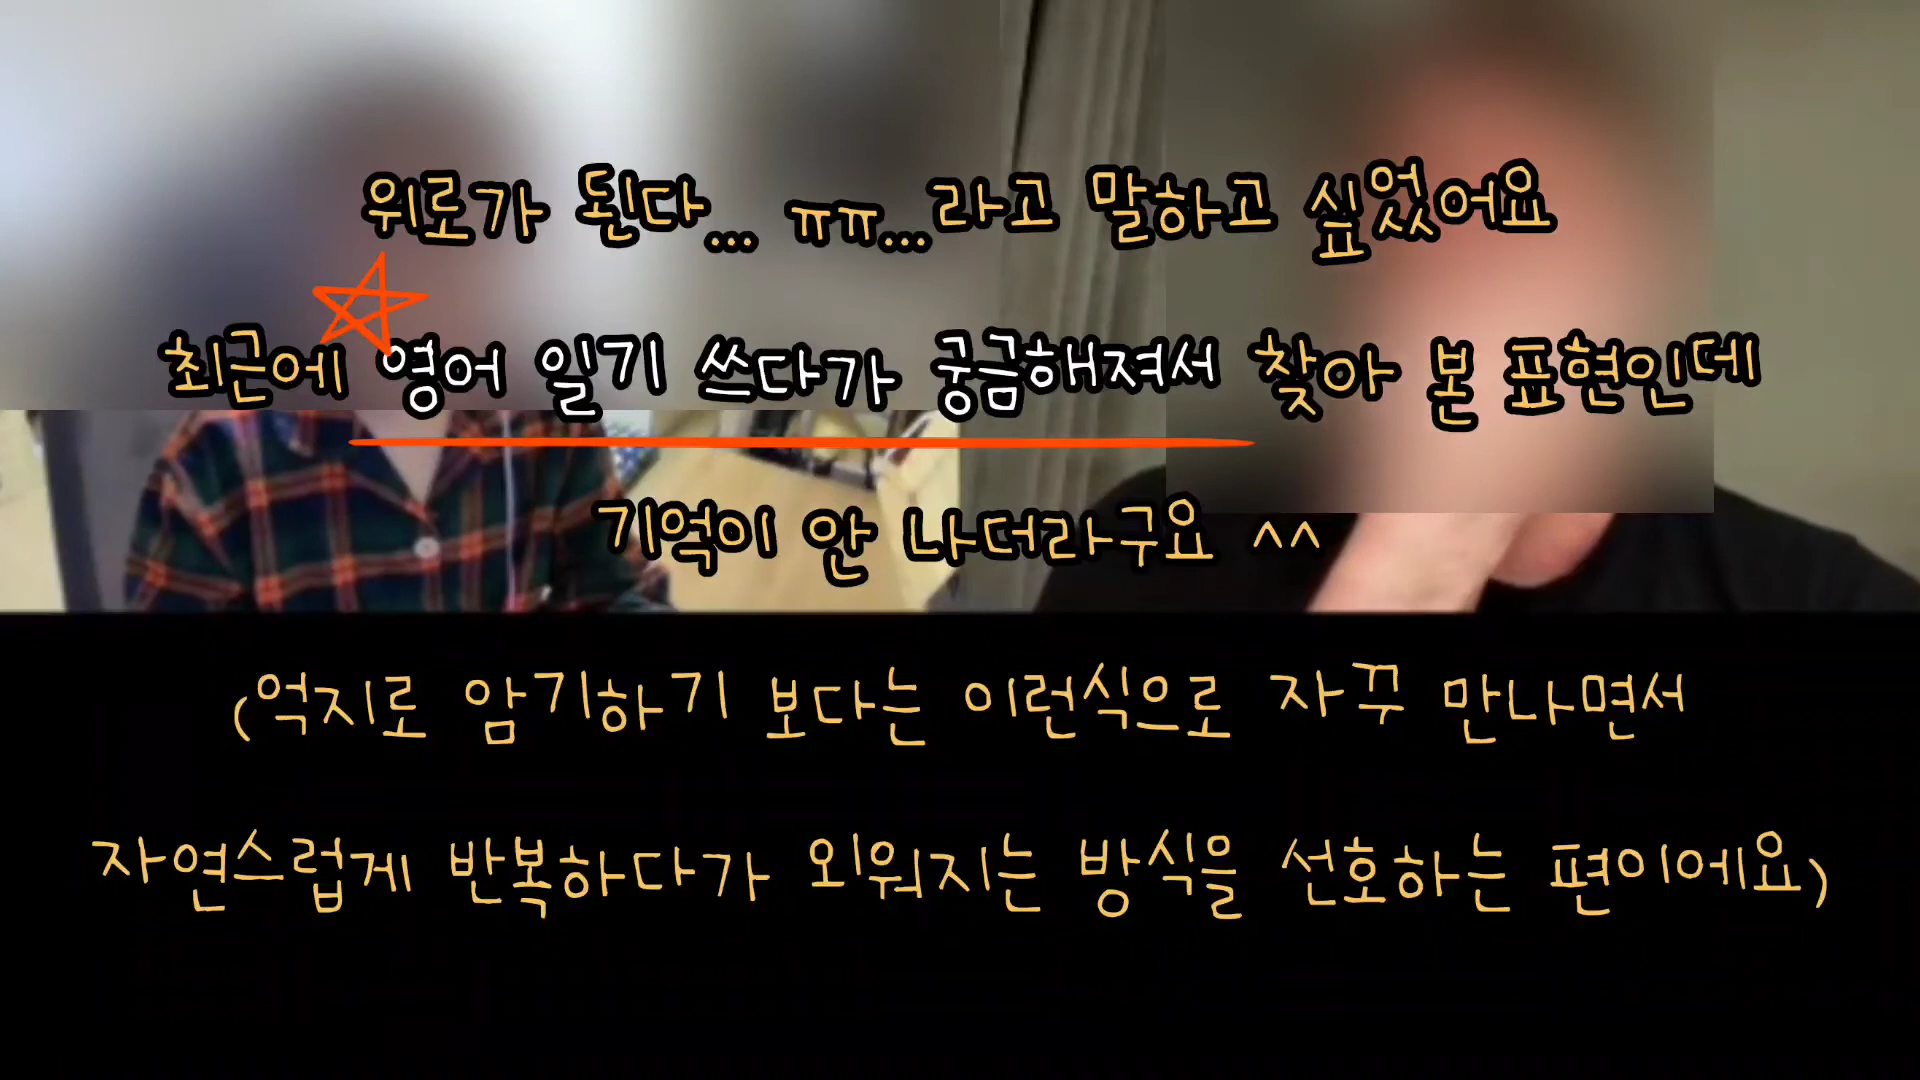 위로가 된다... ㅠㅠ...라고 말하고 싶었어요
최근에 영어 일기 쓰다가 궁금해져서 찾아 본 표현인데
기억이 안 나더라구요 ^^
(억지로 암기하기 보다는 이런식으로 자꾸 만나면서
자연스럽게 반복하다가 외워지는 방식을 선호하는 편이에요)